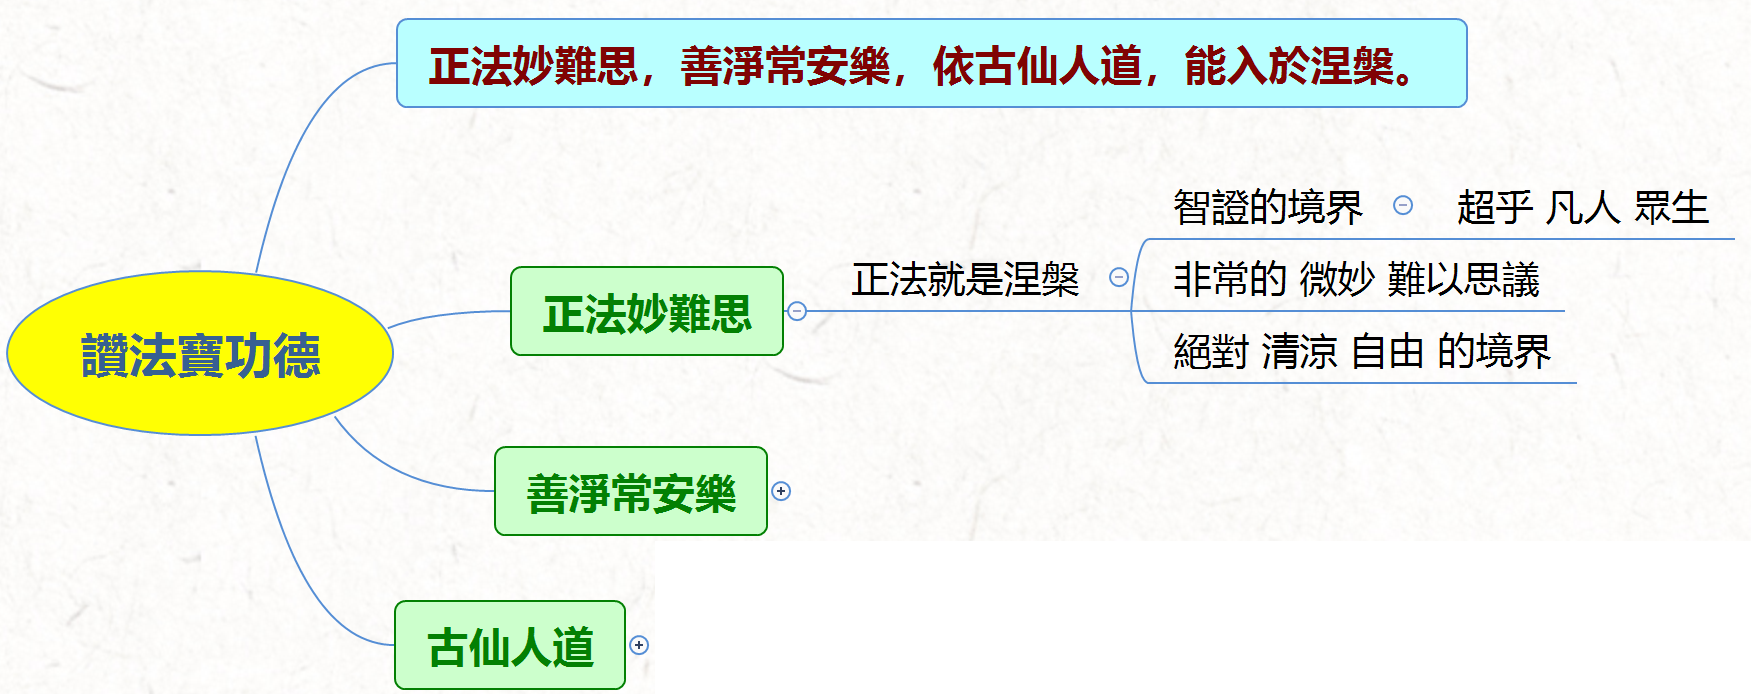 正法妙難思，善淨常安樂，依古仙人道，能入於涅槃。
讚法寶功德
正法妙難思
正法就是涅槃
智證的境界
超乎 凡人 眾生
非常的 微妙 難以思議
絕對 清涼 自由 的境界
善淨常安樂
古仙人道